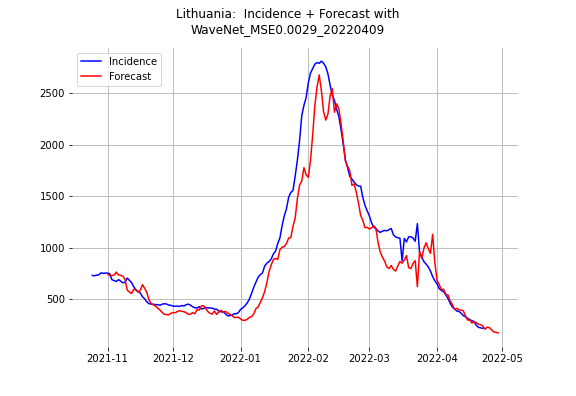 Lithuania:  Incidence + Forecast with
WaveNet_MSE0.0029_20220409
Incidence
Forecast
2500
2000
1500
1000
500
2021-11 2021-12 2022-01 2022-02 2022-03 2022-04 2022-05